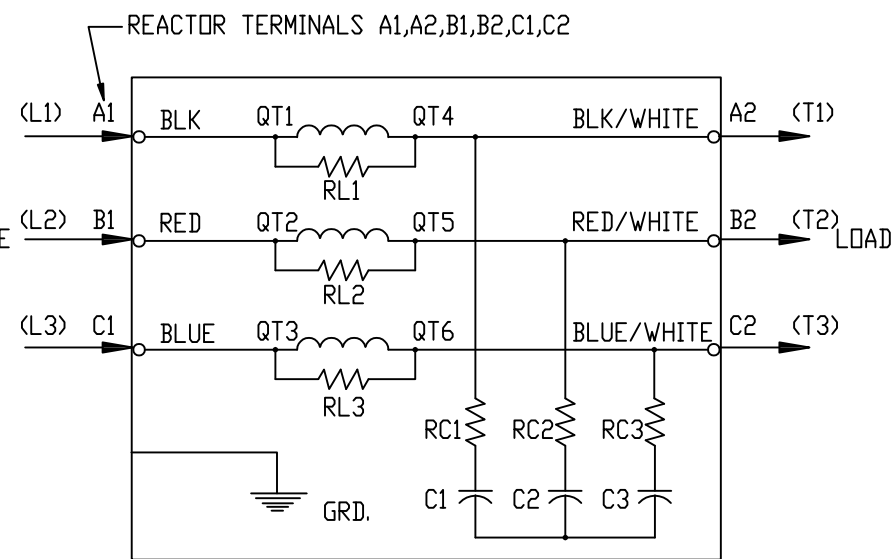 REACTOR TERMINALS A1,A2,B1,B2,C1,C2
(L1) A1 BLK QT1 QT4 BLK/WHITE A2 (T1)
RL1
(L2) B1 RED QT2 QT5 RED/WHITE B2 (T2)
E LOAD
RL2
(L3) C1 BLUE QT3 QT6 BLUE/WHITE C2 (T3)
RL3
RC1 RC2 RC3
C1 C2 C3
GRD.